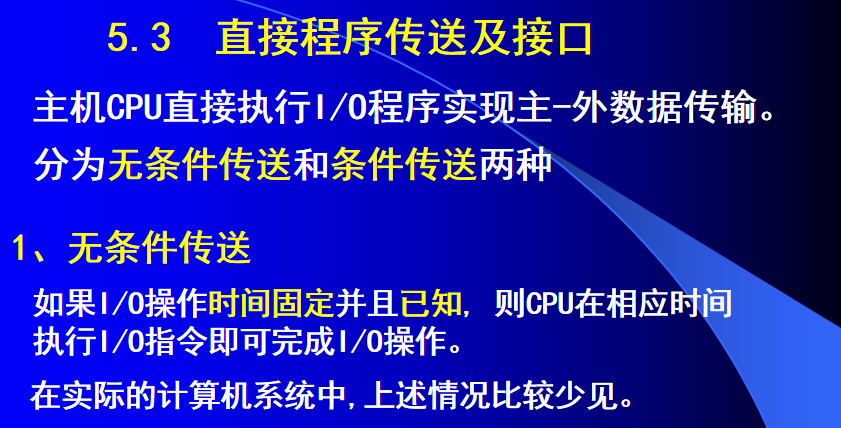 5.3 直接程序传送及接口
主机CPU直接执行I/O程序实现主-外数据传输。
分为无条件传送和条件传送两种
1、无条件传送
如果I/O操作时间固定并且已知, 则CPU在相应时间
执行I/O指令即可完成I/O操作。
在实际的计算机系统中,上述情况比较少见。